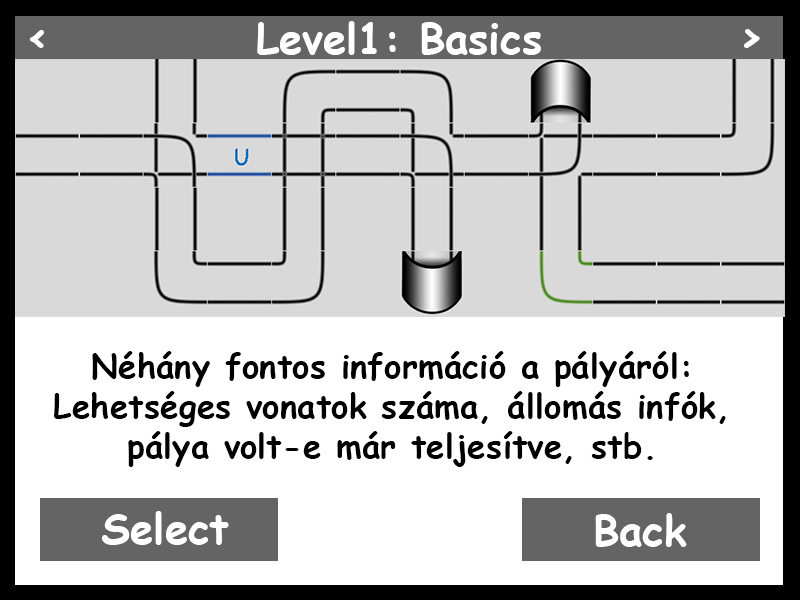 < Level1: Basics >
U
Néhány fontos információ a pályáról:
Lehetséges vonatok száma, állomás infók,
pálya volt-e már teljesítve, stb.
Select Back